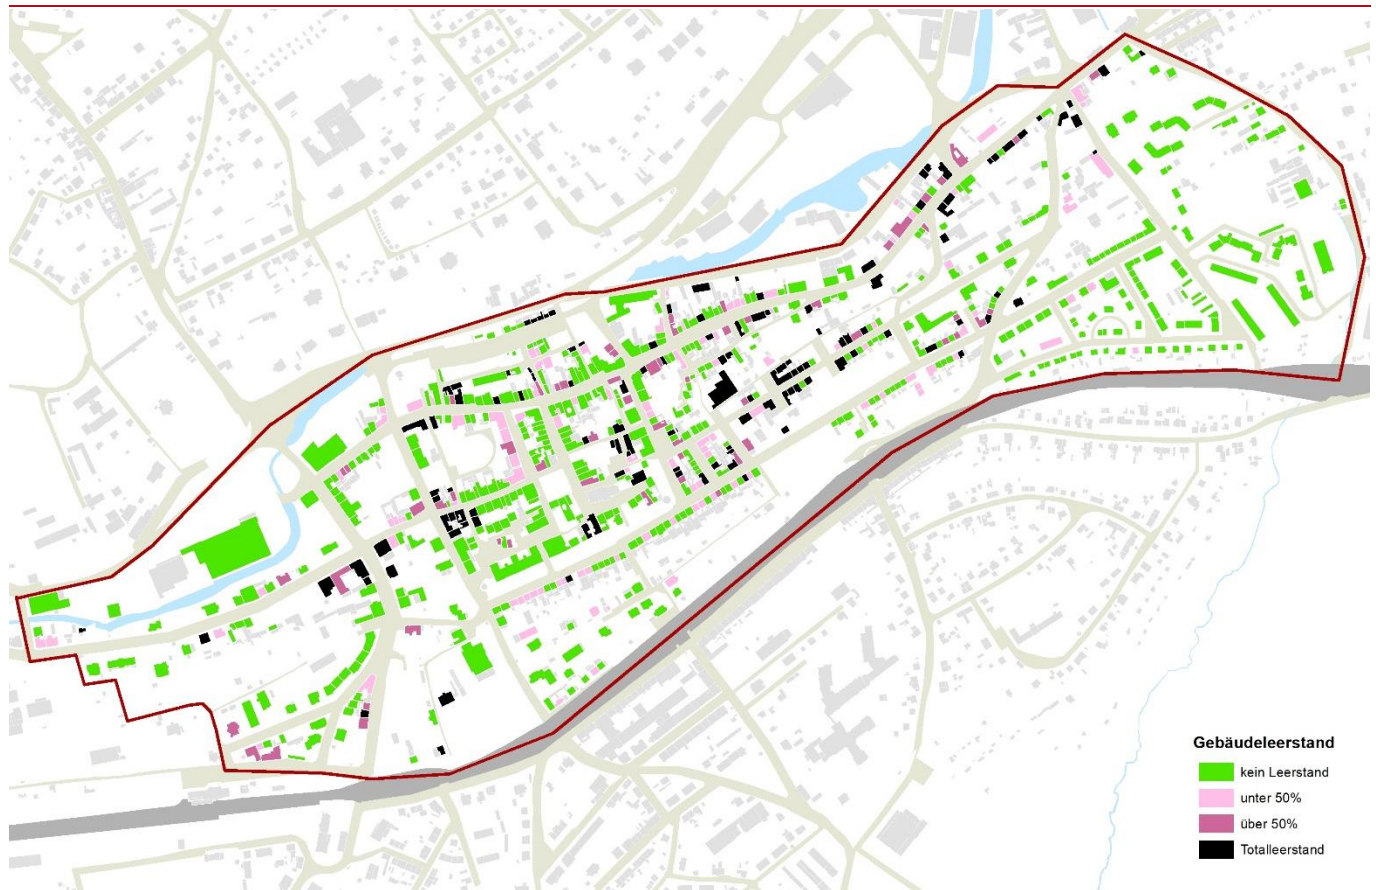 Gebäudeleerstand
kein Leerstand
unter 50%
über 50%
Totalleerstand